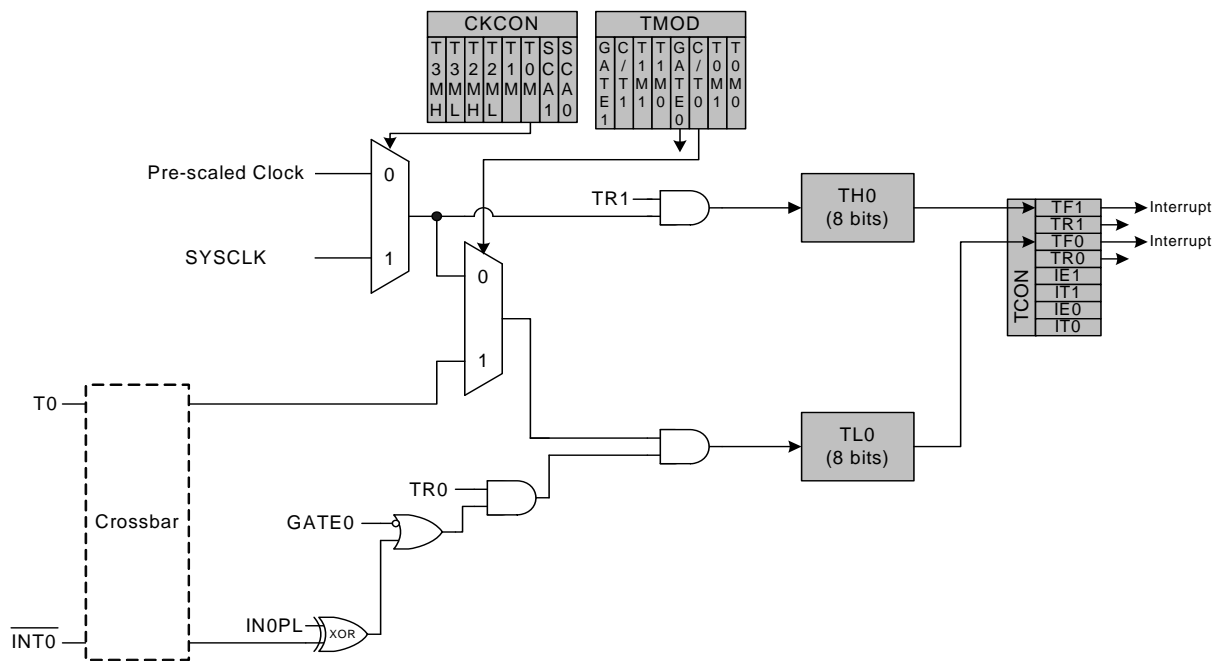 CKCON
T3MH T3ML T2MH T2ML T1M T0M SCA1 SCA0
TMOD
GATE1 C/T1 T1M1 T1M0 GATE0 C/T0 T0M1 T0M0
Pre-scaled Clock
0
SYSCLK
1
TR1
TH0
(8 bits)
TCON
TF1
TR1
TF0
TR0
IE1
IT1
IE0
IT0
Interrupt
Interrupt
0
1
T0
Crossbar
INT0
TR0
GATE0
IN0PL
XOR
TL0
(8 bits)